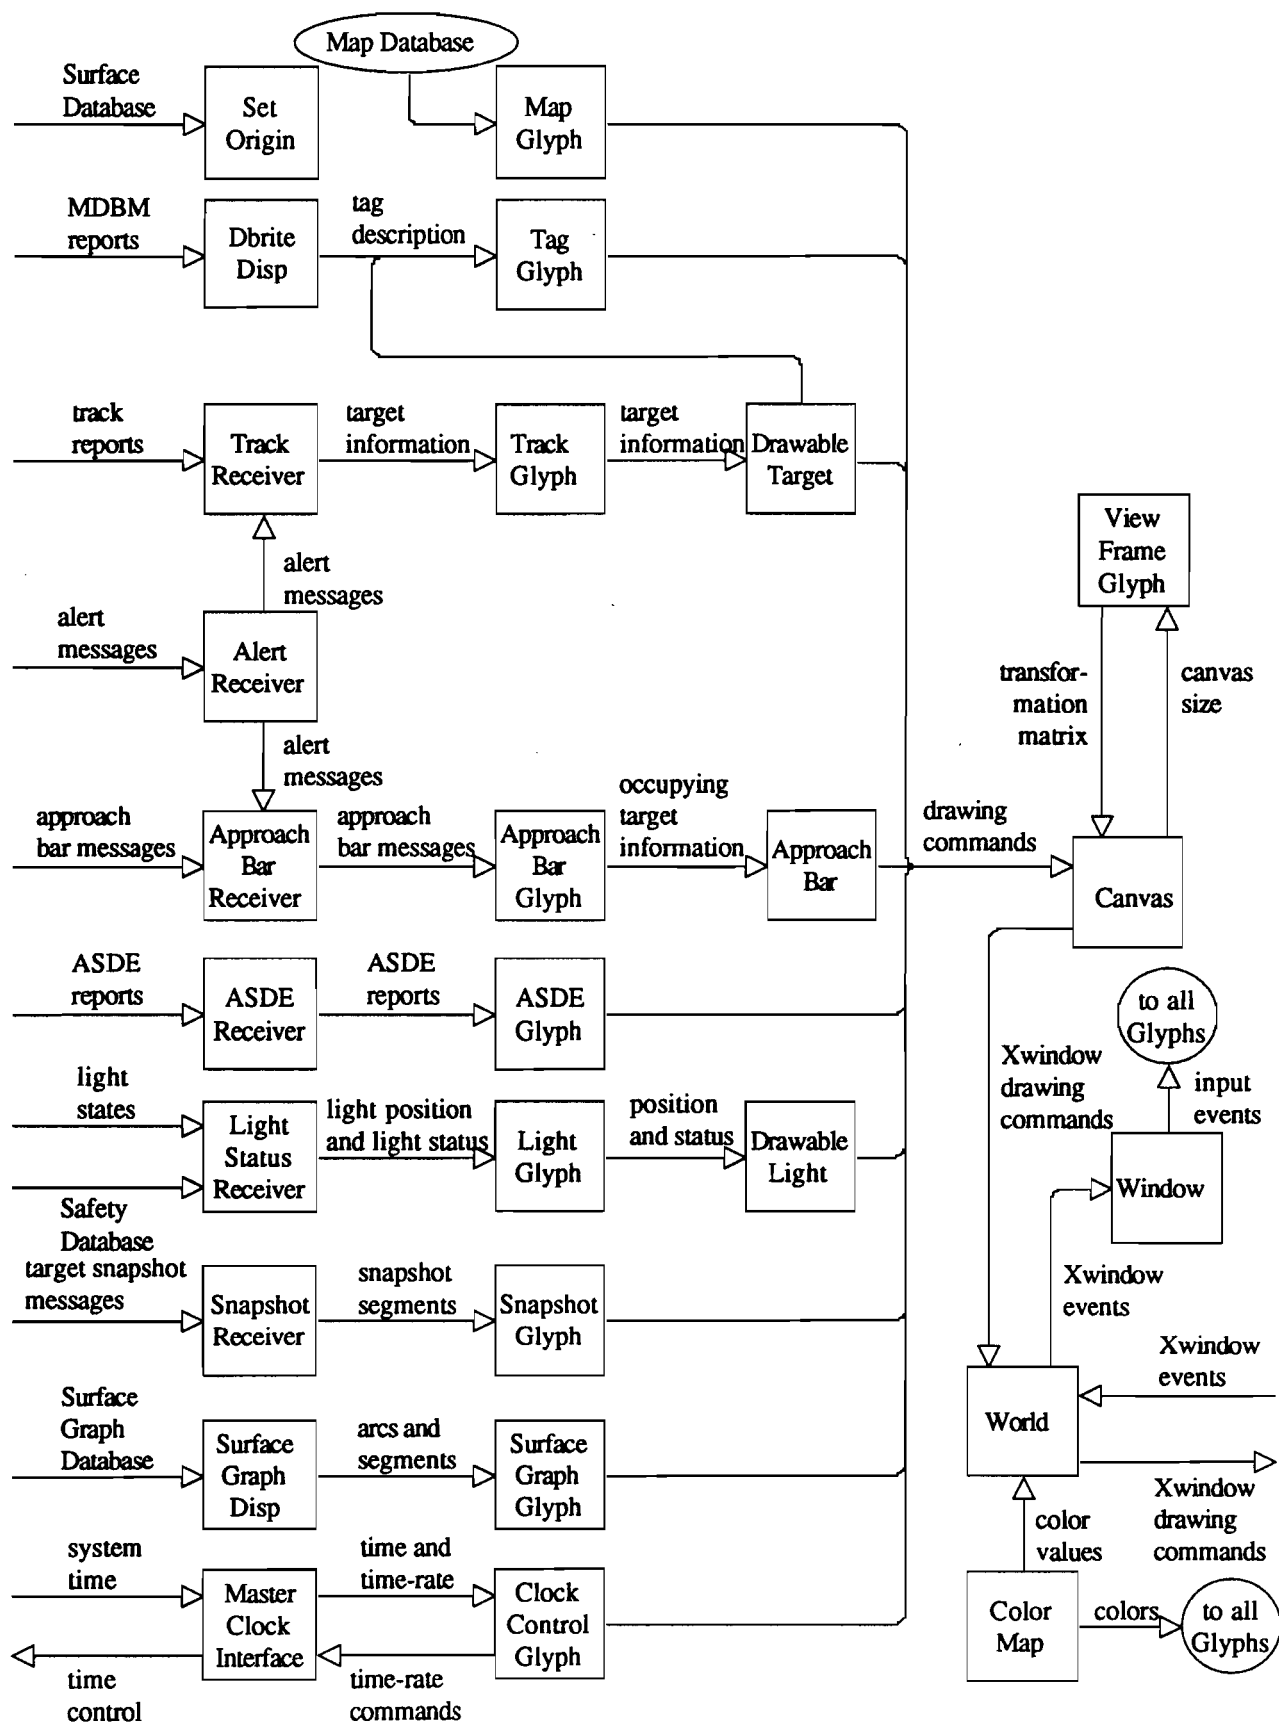 Map Database
Surface
Database
Set
Origin
Map
Glyph
MDBM
reports
Dbrite
Disp
tag
description
Tag
Glyph
track
reports
Track
Receiver
target
information
Track
Glyph
target
information
Drawable
Target
alert
messages
alert
messages
Alert
Receiver
alert
messages
View
Frame
Glyph
transfor-
mation
matrix
canvas
size
approach
bar messages
Approach
Bar
Receiver
approach
bar messages
Approach
Bar
Glyph
occupying
target
information
Approach
Bar
drawing
commands
Canvas
ASDE
reports
ASDE
Receiver
ASDE
reports
ASDE
Glyph
to all
Glyphs
Xwindow
drawing
commands
input
events
light
states
Light
Status
Receiver
light position
and light status
Light
Glyph
position
and status
Drawable
Light
Window
Safety
Database
target snapshot
messages
Snapshot
Receiver
snapshot
segments
Snapshot
Glyph
Xwindow
events
Xwindow
events
World
Surface
Graph
Database
Surface
Graph
Disp
arcs and
segments
Surface
Graph
Glyph
Xwindow
drawing
commands
color
values
system
time
Master
Clock
Interface
time and
time-rate
Clock
Control
Glyph
time
control
time-rate
commands
Color
Map
colors
to all
Glyphs